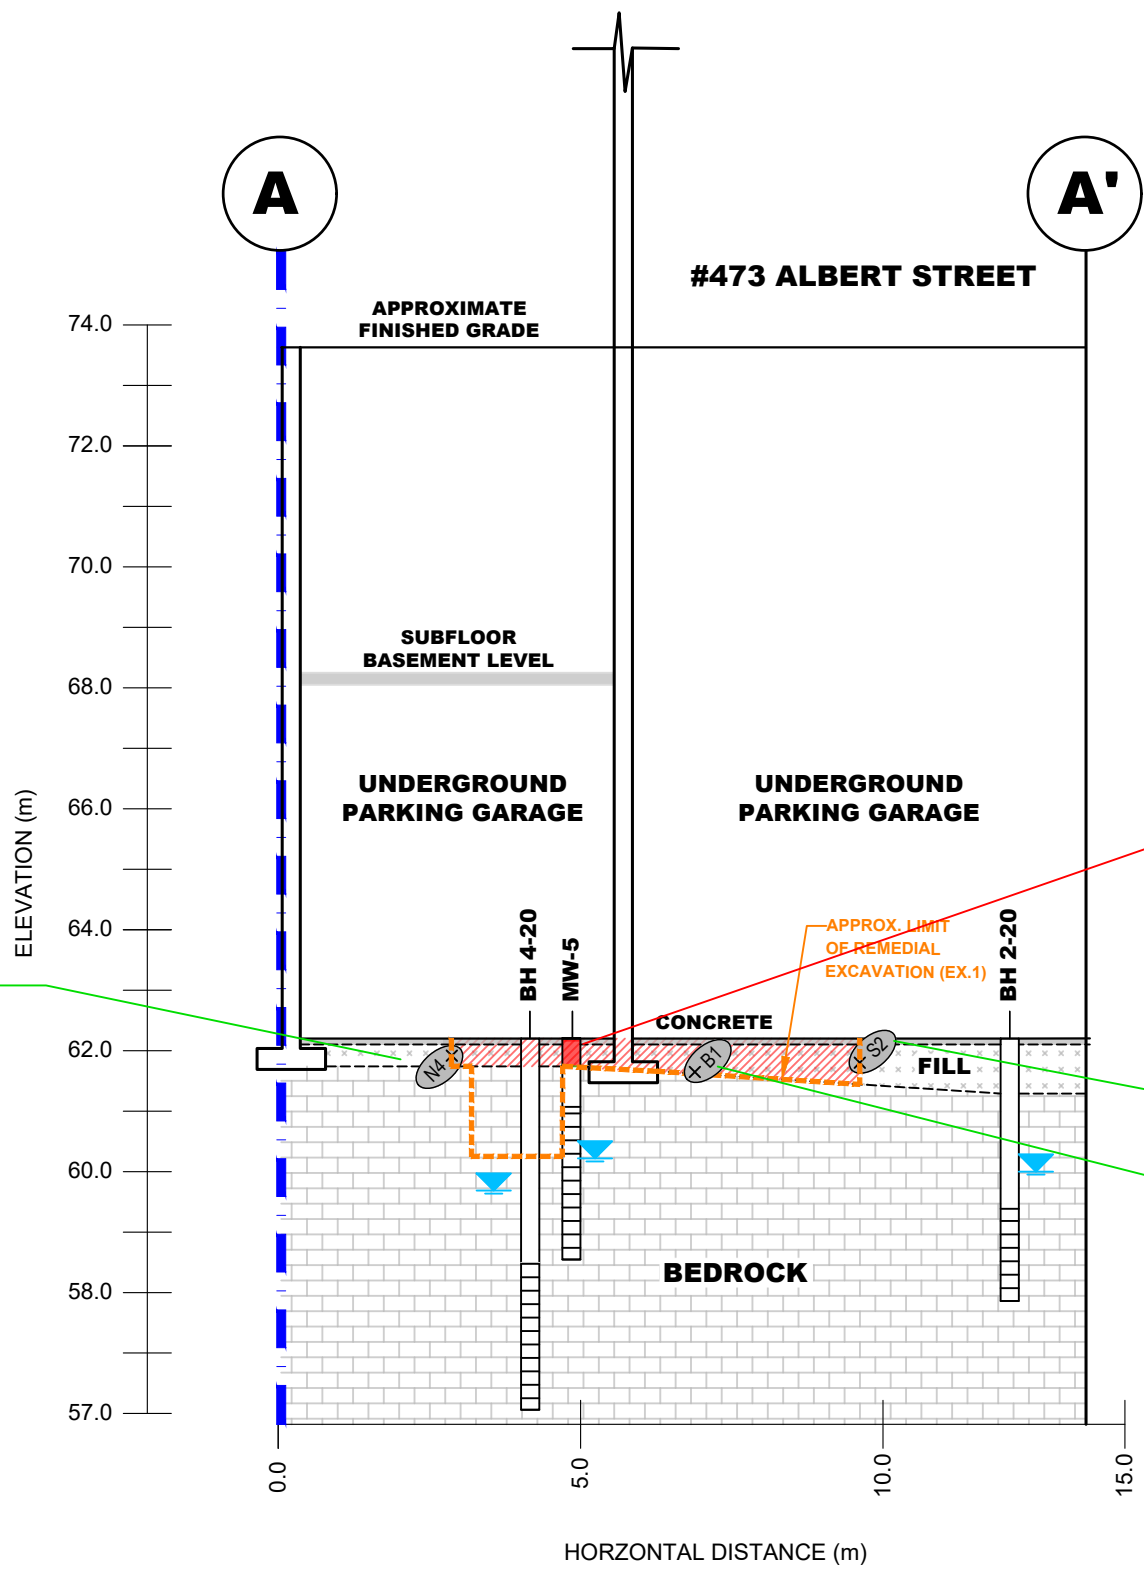 A
A'
#473 ALBERT STREET
APPROXIMATE
FINISHED GRADE
74.0
72.0
70.0
SUBFLOOR
BASEMENT LEVEL
68.0
UNDERGROUND
PARKING GARAGE
UNDERGROUND
PARKING GARAGE
66.0
ELEVATION (m)
64.0
BH 4-20
MW-5
APPROX. LIMIT
OF REMEDIAL
EXCAVATION (EX.1)
BH 2-20
CONCRETE
62.0
N4
B1
S2
FILL
60.0
BEDROCK
58.0
57.0
0.0
5.0
10.0
15.0
HORZONTAL DISTANCE (m)